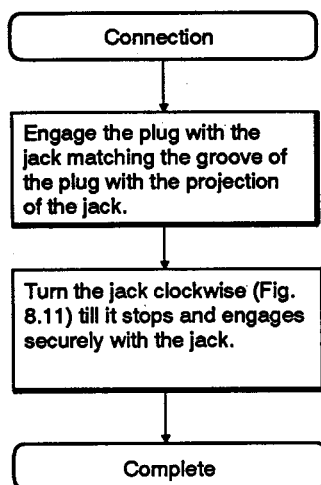 Connection
Engage the plug with the
jack matching the groove of
the plug with the projection
of the jack.
Turn the jack clockwise (Fig.
8.11) till it stops and engages
securely with the jack.
Complete